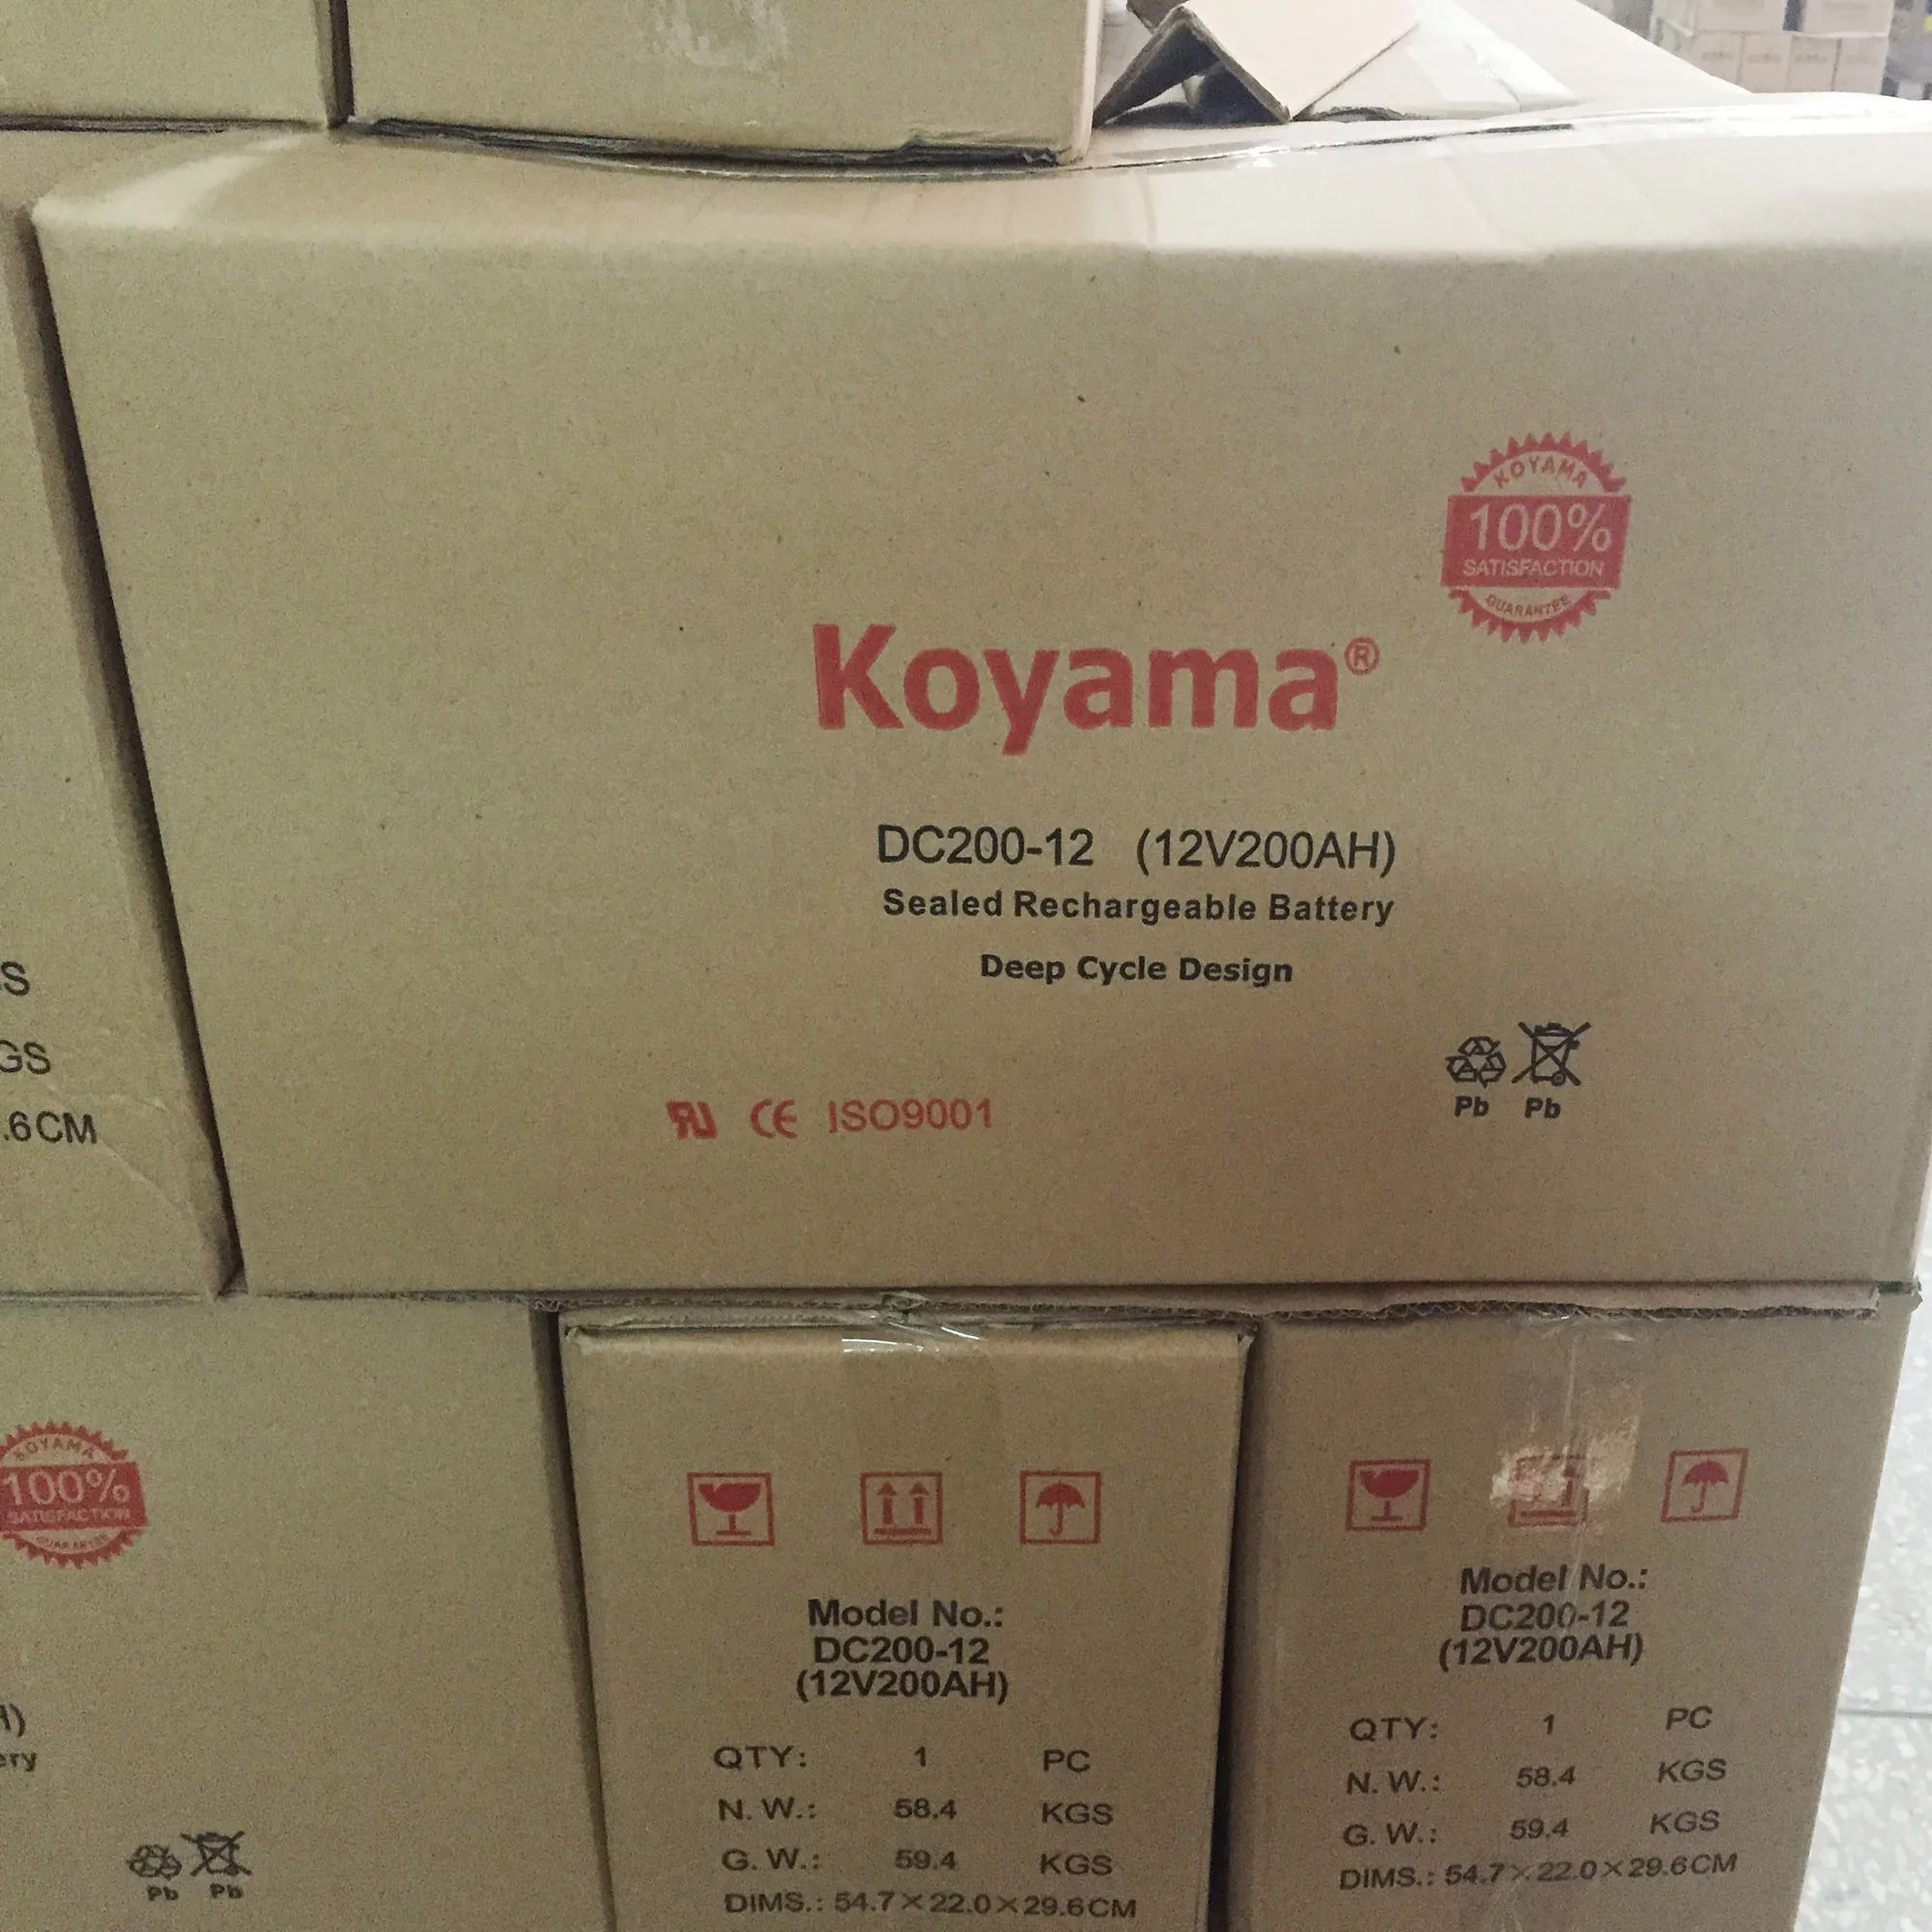 KOYAMA
100%
SATISFACTION
GUARANTEE
Koyama®
DC200-12 (12V200AH)
Sealed Rechargeable Battery
Deep Cycle Design
CE ISO9001
Pb Pb
S
GS
.6CM
KOYAMA
100%
SATISFACTION
GUARANTEE
H)
ery
Pb Pb
Model No.:
DC200-12
(12V200AH)
QTY: 1 PC
N.W.: 58.4 KGS
G.W.: 59.4 KGS
DIMS.: 54.7×22.0×29.6CM
Model No.:
DC200-12
(12V200AH)
QTY: 1 PC
N.W.: 58.4 KGS
G.W.: 59.4 KGS
DIMS.: 54.7×22.0×29.6CM